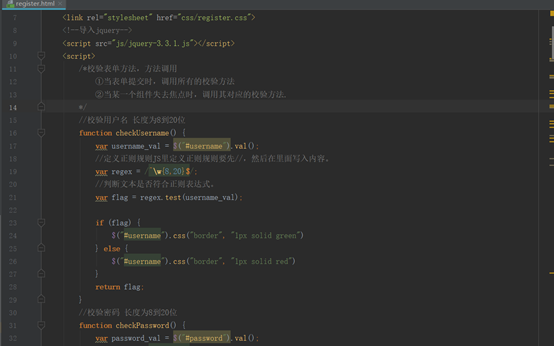 register.html ×
7 <link rel="stylesheet" href="css/register.css">
8 <!--导入jquery-->
9 <script src="js/jquery-3.3.1.js"></script>
10 <script>
11 /*校验表单方法，方法调用
12 ①当表单提交时，调用所有的校验方法
13 ②当某一个组件失去焦点时，调用其对应的校验方法.
14 */
15 //校验用户名 长度为8到20位
16 function checkUsername() {
17 var username_val = $("#username").val();
18 //定义正则规则JS里定义正则规则要先//，然后在里面写入内容。
19 var regex = /^\w{8,20}$/;
20 //判断文本是否符合正则表达式。
21 var flag = regex.test(username_val);
22
23 if (flag) {
24 $("#username").css("border", "1px solid green")
25 } else {
26 $("#username").css("border", "1px solid red")
27 }
28 return flag;
29 }
30 //校验密码 长度为8到20位
31 function checkPassword() {
32 var password_val = $("#password").val();